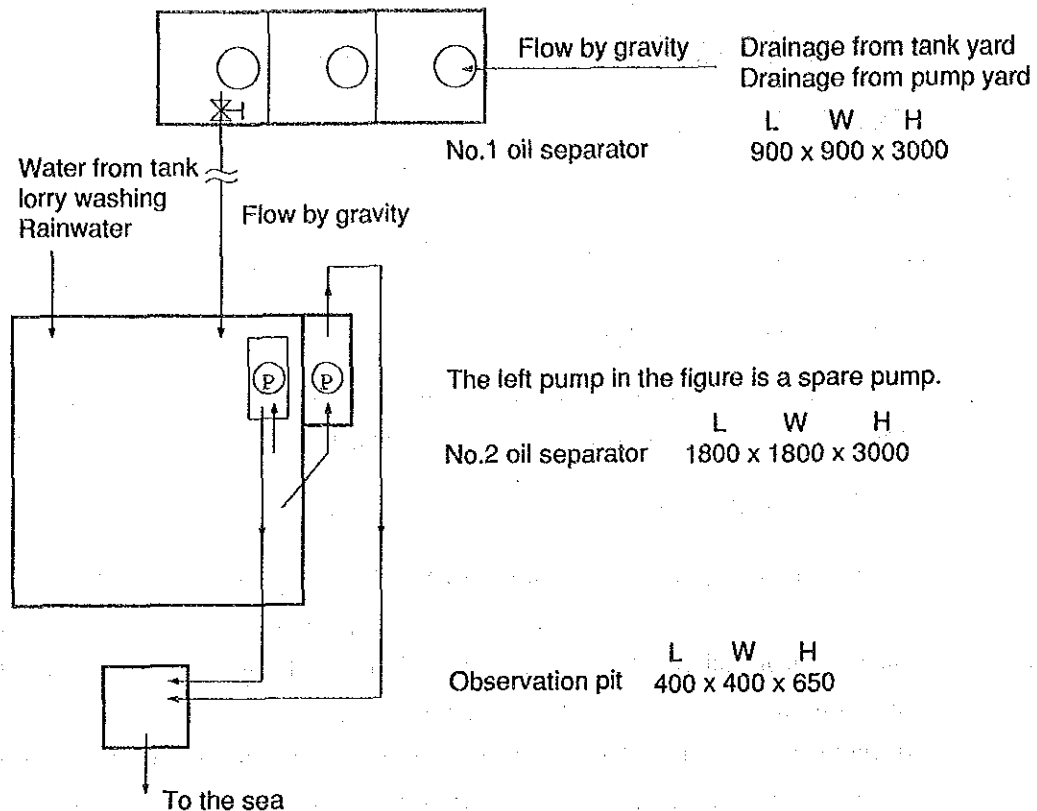 Flow by gravity
Drainage from tank yard
Drainage from pump yard
L W H
No.1 oil separator 900 x 900 x 3000
Water from tank
lorry washing
Rainwater
Flow by gravity
P P
The left pump in the figure is a spare pump.
L W H
No.2 oil separator 1800 x 1800 x 3000
L W H
Observation pit 400 x 400 x 650
To the sea